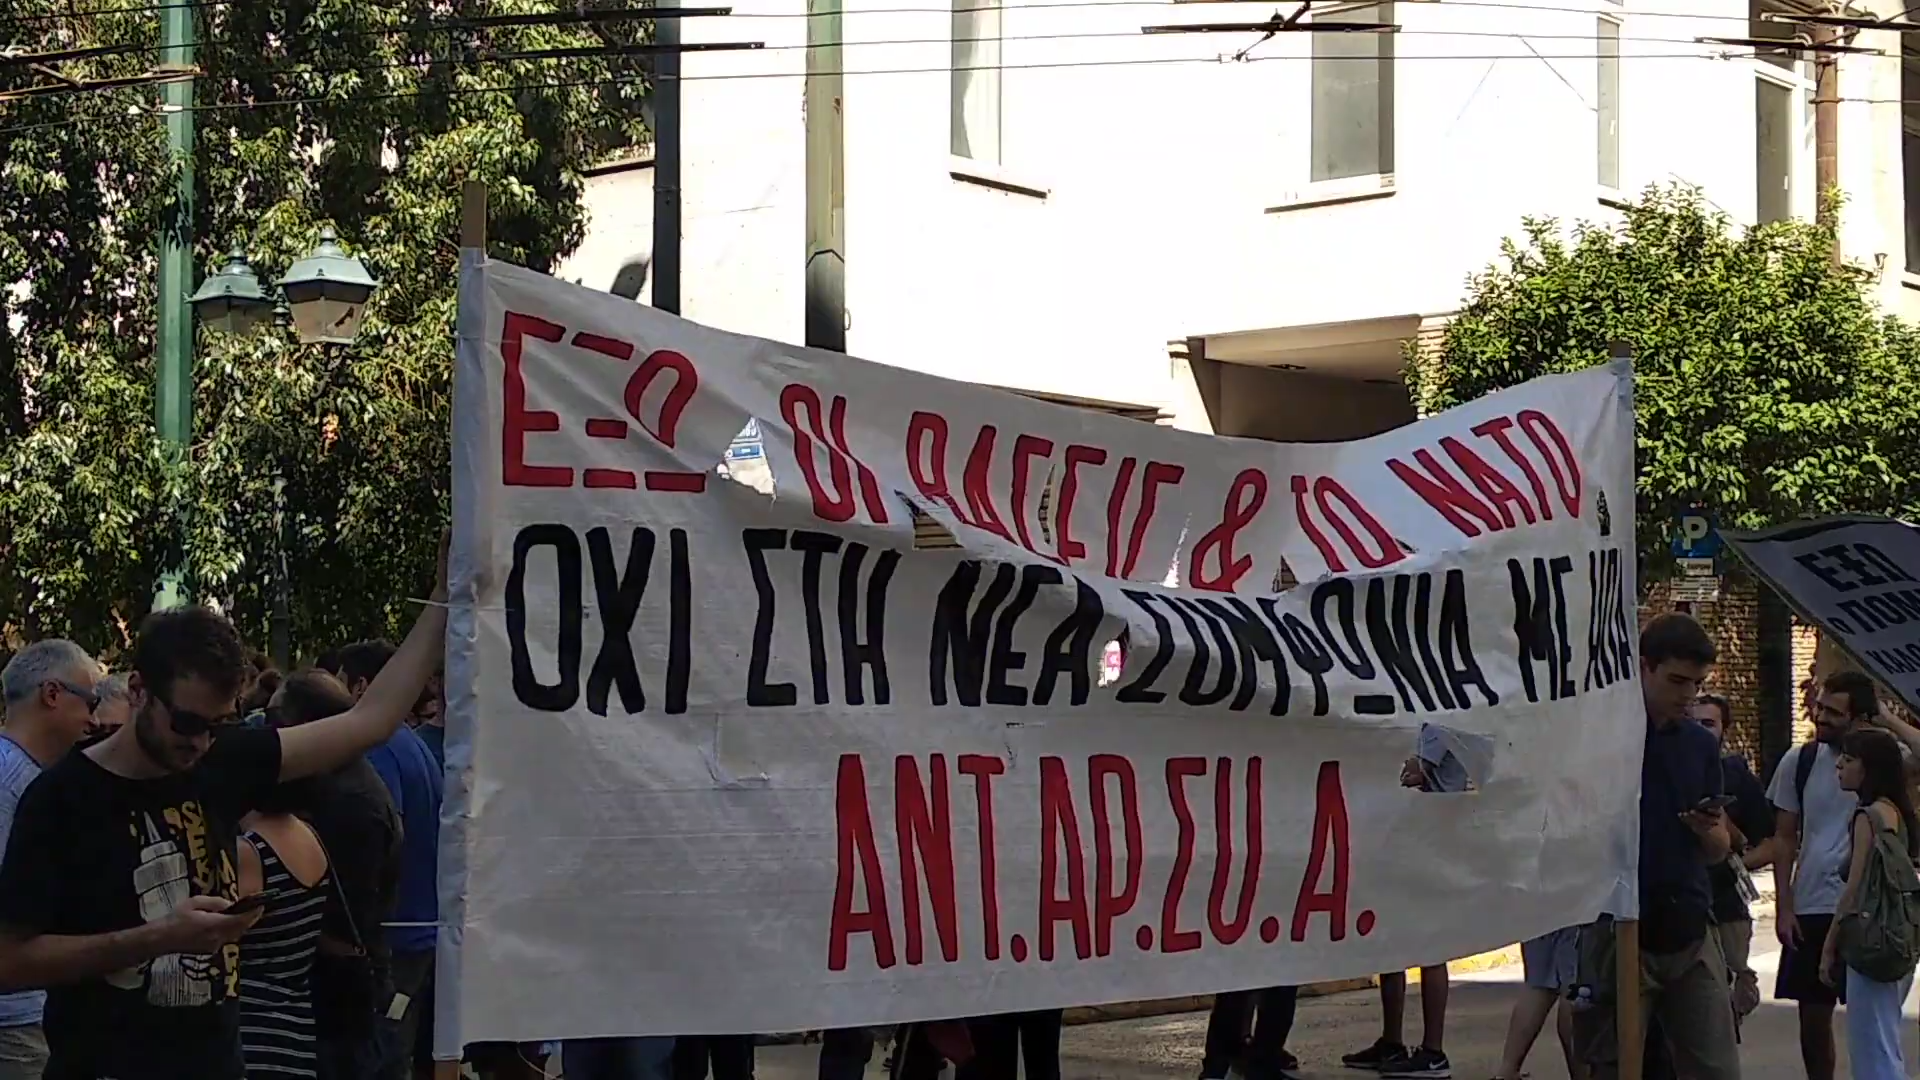 ΕΞΩ ΟΙ ΒΑΣΕΙΣ & ΤΟ ΝΑΤΟ
ΟΧΙ ΣΤΗ ΝΕΑ ΣΥΜΦΩΝΙΑ ΜΕ ΗΠΑ
ΑΝΤ.ΑΡ.ΣΥ.Α.
P
ΕΞΩ